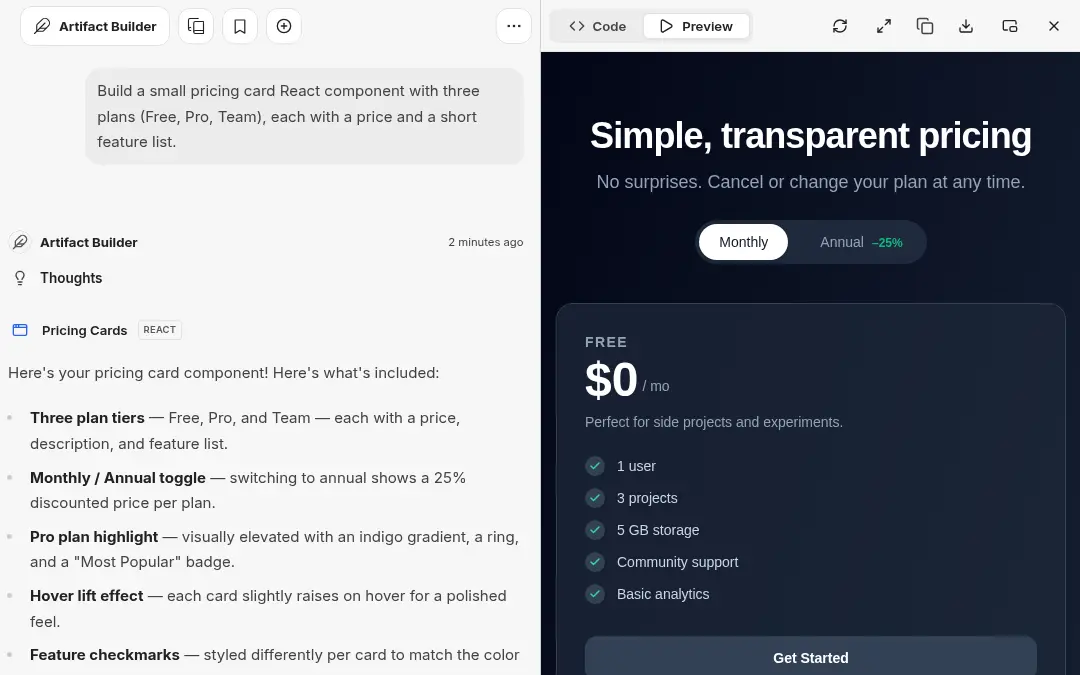 Artifact Builder
Build a small pricing card React component with three
plans (Free, Pro, Team), each with a price and a short
feature list.
Artifact Builder
2 minutes ago
Thoughts
Pricing Cards
REACT
Here's your pricing card component! Here's what's included:
Three plan tiers — Free, Pro, and Team — each with a price,
description, and feature list.
Monthly / Annual toggle — switching to annual shows a 25%
discounted price per plan.
Pro plan highlight — visually elevated with an indigo gradient, a ring,
and a "Most Popular" badge.
Hover lift effect — each card slightly raises on hover for a polished
feel.
Feature checkmarks — styled differently per card to match the color
Code
Preview
Simple, transparent pricing
No surprises. Cancel or change your plan at any time.
Monthly
Annual –25%
FREE
$0 / mo
Perfect for side projects and experiments.
1 user
3 projects
5 GB storage
Community support
Basic analytics
Get Started